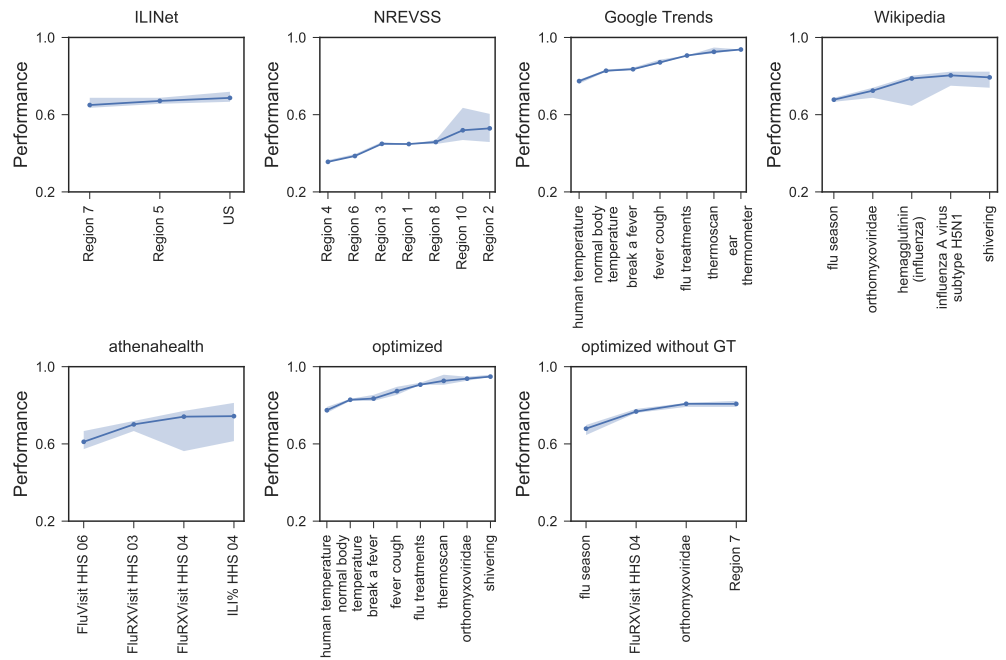 ILINet
Performance
1.0
0.6
0.2
Region 7
Region 5
US
NREVSS
Performance
1.0
0.6
0.2
Region 4
Region 6
Region 3
Region 1
Region 8
Region 10
Region 2
Google Trends
Performance
1.0
0.6
0.2
human temperature
normal body
temperature
break a fever
fever cough
flu treatments
thermoscan
ear
thermometer
Wikipedia
Performance
1.0
0.6
0.2
flu season
orthomyxoviridae
hemagglutinin
(influenza)
influenza A virus
subtype H5N1
shivering
athenahealth
Performance
1.0
0.6
0.2
FluVisit HHS 06
FluRXVisit HHS 03
FluRXVisit HHS 04
ILI% HHS 04
optimized
Performance
1.0
0.6
0.2
human temperature
normal body
temperature
break a fever
fever cough
flu treatments
thermoscan
orthomyxoviridae
shivering
optimized without GT
Performance
1.0
0.6
0.2
flu season
FluRXVisit HHS 04
orthomyxoviridae
Region 7